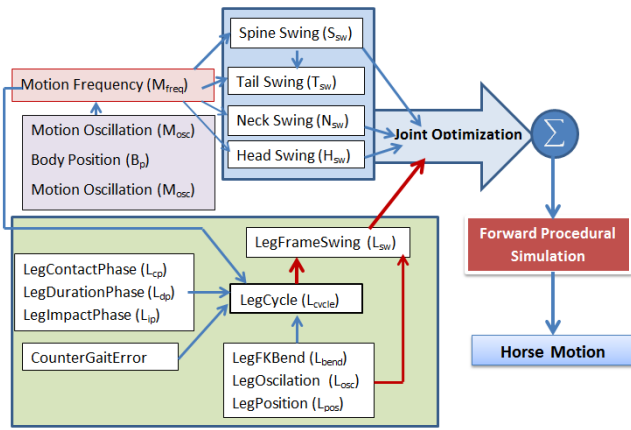 Spine Swing (Ssw)
Motion Frequency (Mfreq)
Tail Swing (Tsw)
Neck Swing (Nsw)
Head Swing (Hsw)
Joint Optimization
∑
Motion Oscillation (Mosc)
Body Position (Bp)
Motion Oscillation (Mosc)
LegFrameSwing (Lsw)
Forward Procedural
Simulation
LegContactPhase (Lcp)
LegDurationPhase (Ldp)
LegImpactPhase (Lip)
LegCycle (Lcycle)
CounterGaitError
LegFKBend (Lbend)
LegOscilation (Losc)
LegPosition (Lpos)
Horse Motion